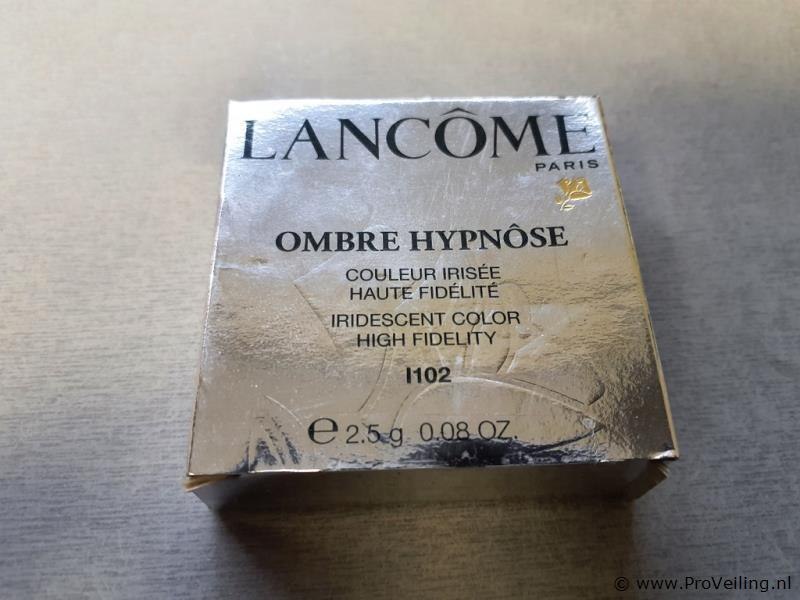 LANCÔME
PARIS
OMBRE HYPNÔSE
COULEUR IRISÉE
HAUTE FIDÉLITÉ
IRIDESCENT COLOR
HIGH FIDELITY
I102
℮ 2.5 g 0.08 OZ.
© www.ProVeiling.nl